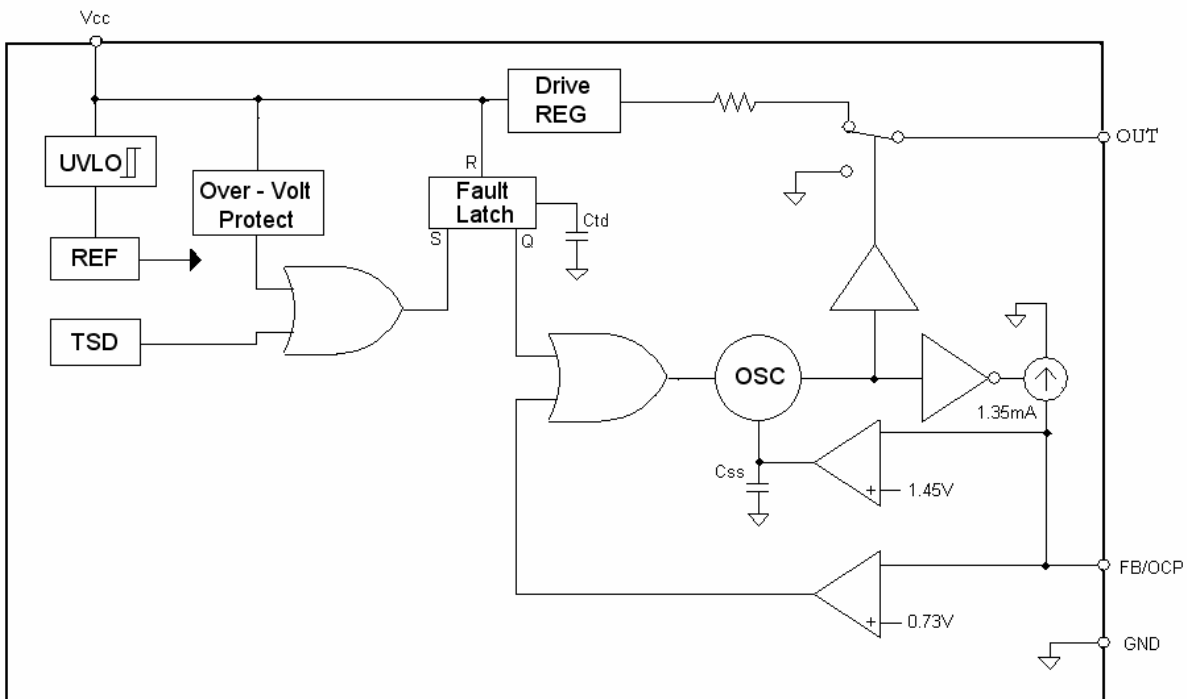 Vcc
Drive
REG
OUT
UVLO
R
Over - Volt
Protect
Fault
Latch
Ctd
S
Q
REF
TSD
OSC
1.35mA
Css
+
1.45V
FB/OCP
+
0.73V
GND